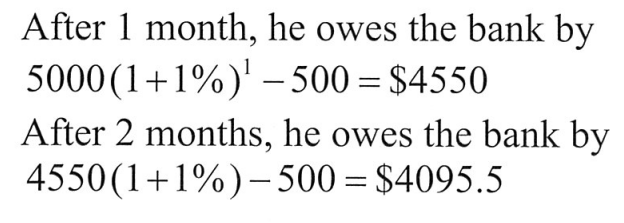 After 1 month, he owes the bank by
5000(1+1%)¹ – 500 = $4550
After 2 months, he owes the bank by
4550(1+1%) – 500 = $4095.5